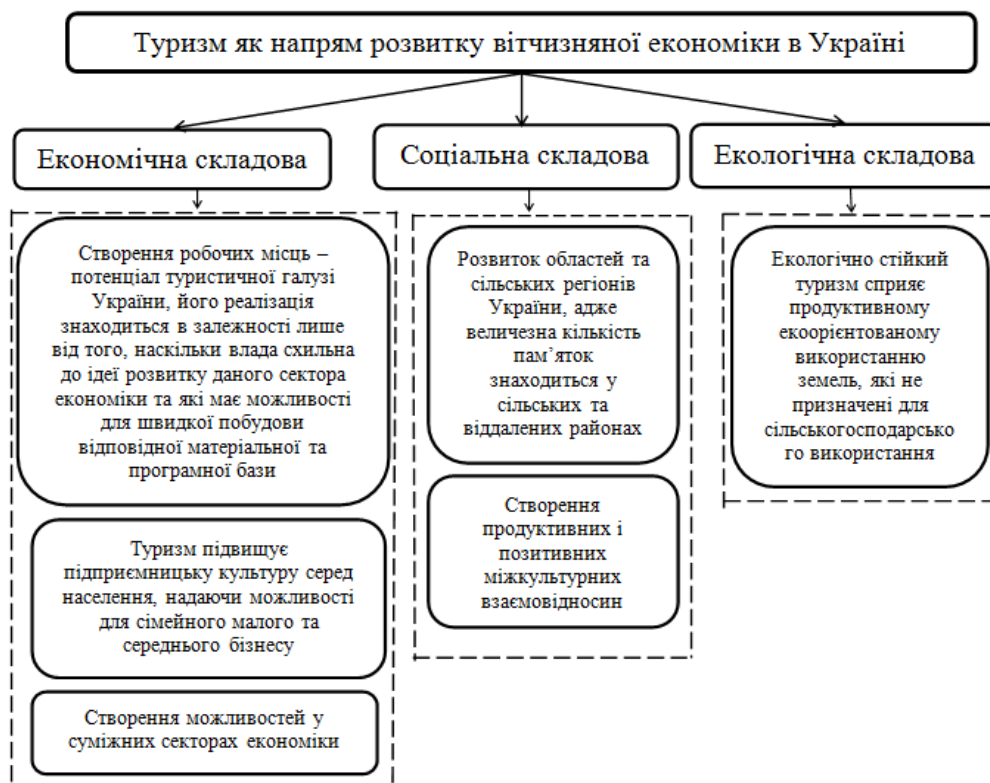 Туризм як напрям розвитку вітчизняної економіки в Україні
Економічна складова
Створення робочих місць –
потенціал туристичної галузі
України, його реалізація
знаходиться в залежності лише
від того, наскільки влада схильна
до ідеї розвитку даного сектора
економіки та які має можливості
для швидкої побудови
відповідної матеріальної та
програмної бази
Туризм підвищує
підприємницьку культуру серед
населення, надаючи можливості
для сімейного малого та
середнього бізнесу
Створення можливостей у
суміжних секторах економіки
Соціальна складова
Розвиток областей та
сільських регіонів
України, адже
величезна кількість
пам’яток
знаходиться у
сільських та
віддалених районах
Створення
продуктивних і
позитивних
міжкультурних
взаємовідносин
Екологічна складова
Екологічно стійкий
туризм сприяє
продуктивному
екоорієнтованому
використанню
земель, які не
призначені для
сільськогосподарсько
го використання